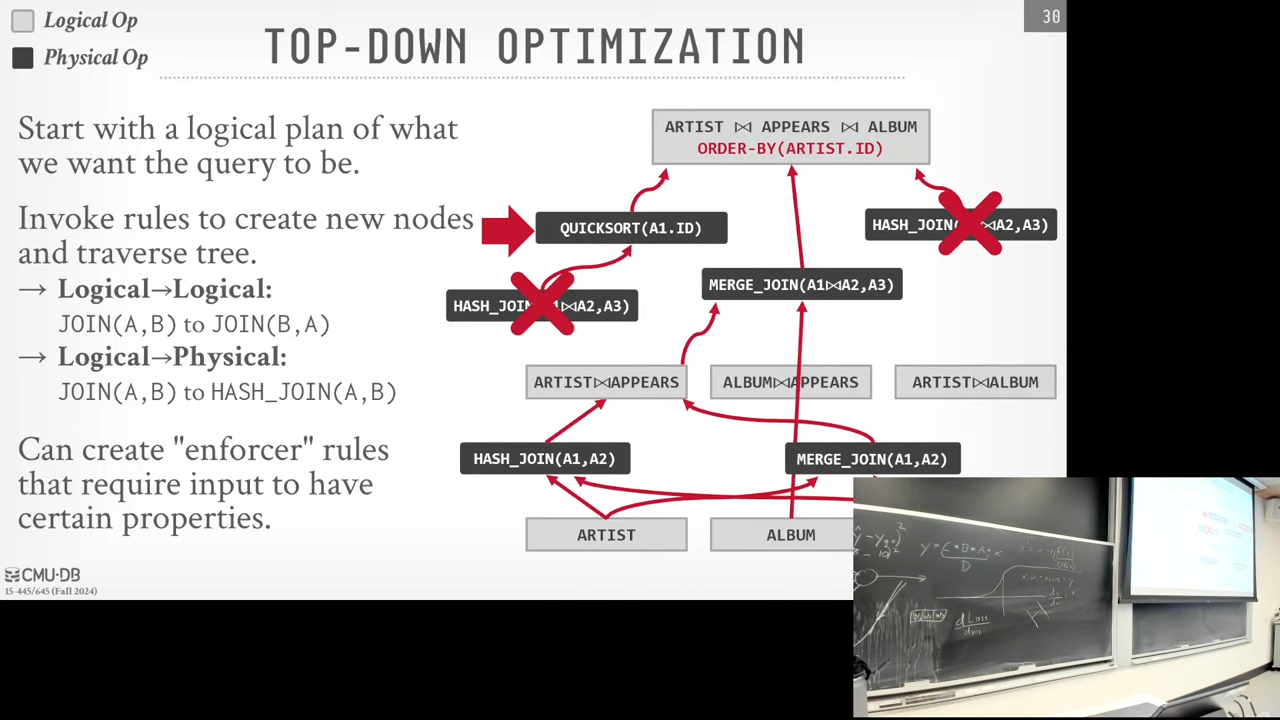 Logical Op
Physical Op
30
TOP-DOWN OPTIMIZATION
Start with a logical plan of what
we want the query to be.
Invoke rules to create new nodes
and traverse tree.
→ Logical→Logical:
JOIN(A,B) to JOIN(B,A)
→ Logical→Physical:
JOIN(A,B) to HASH_JOIN(A,B)
Can create "enforcer" rules
that require input to have
certain properties.
ARTIST ⋈ APPEARS ⋈ ALBUM
ORDER-BY(ARTIST.ID)
QUICKSORT(A1.ID)
⋈A2,A3)
MERGE_JOIN(A1⋈A2,A3)
⋈A2,A3)
ARTIST⋈APPEARS
ALBUM⋈APPEARS
ARTIST⋈ALBUM
HASH_JOIN(A1,A2)
MERGE_JOIN(A1,A2)
ARTIST
ALBUM
CMU·DB
15-445/645 (Fall 2024)
d Loss